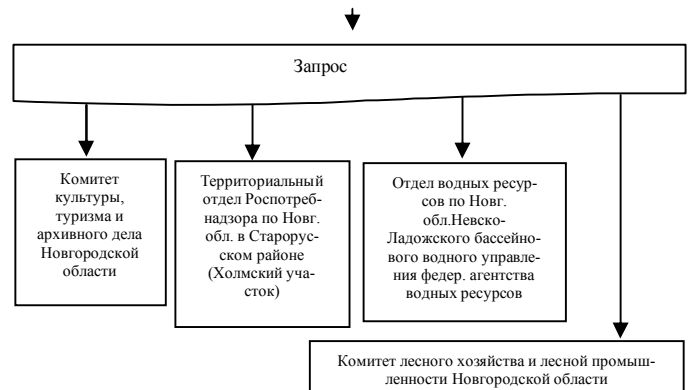 Запрос
Комитет
культуры,
туризма и
архивного дела
Новгородской
области
Территориальный
отдел Роспотреб-
надзора по Новг.
обл. в Старорус-
ском районе
(Холмский уча-
сток)
Отдел водных ресур-
сов по Новг.
обл.Невско-
Ладожского бассейно-
вого водного управле-
ния федер. агентства
водных ресурсов
Комитет лесного хозяйства и лесной промыш-
ленности Новгородской области